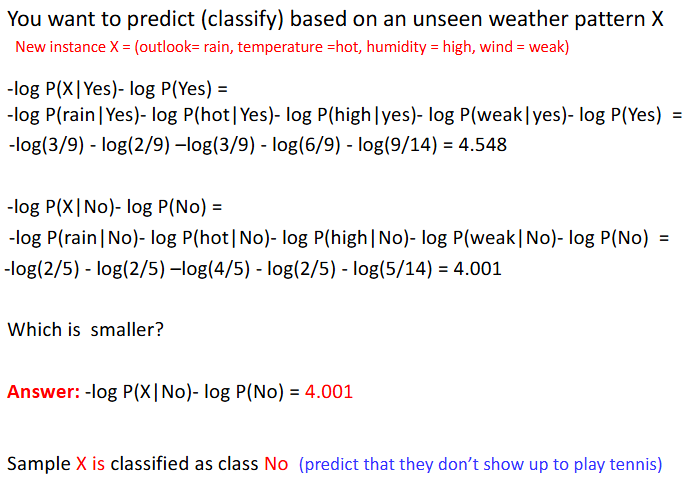 You want to predict (classify) based on an unseen weather pattern X
New instance X = (outlook= rain, temperature =hot, humidity = high, wind = weak)
-log P(X|Yes)- log P(Yes) =
-log P(rain|Yes)- log P(hot|Yes)- log P(high|yes)- log P(weak|yes)- log P(Yes) =
-log(3/9) - log(2/9) –log(3/9) - log(6/9) - log(9/14) = 4.548
-log P(X|No)- log P(No) =
-log P(rain|No)- log P(hot|No)- log P(high|No)- log P(weak|No)- log P(No) =
-log(2/5) - log(2/5) –log(4/5) - log(2/5) - log(5/14) = 4.001
Which is smaller?
Answer: -log P(X|No)- log P(No) = 4.001
Sample X is classified as class No (predict that they don’t show up to play tennis)